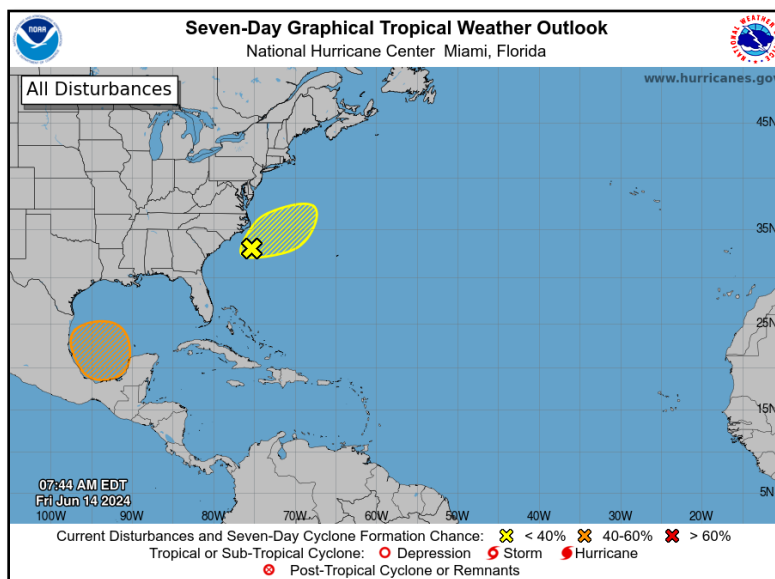 Seven-Day Graphical Tropical Weather Outlook
National Hurricane Center Miami, Florida
NOAA
All Disturbances
www.hurricanes.gov
45N
35N
25N
15N
5N
07:44 AM EDT
Fri Jun 14 2024
100W 90W 80W 70W 60W 50W 40W 30W 20W
Current Disturbances and Seven-Day Cyclone Formation Chance: < 40% 40-60% > 60%
Tropical or Sub-Tropical Cyclone: Depression Storm Hurricane
Post-Tropical Cyclone or Remnants